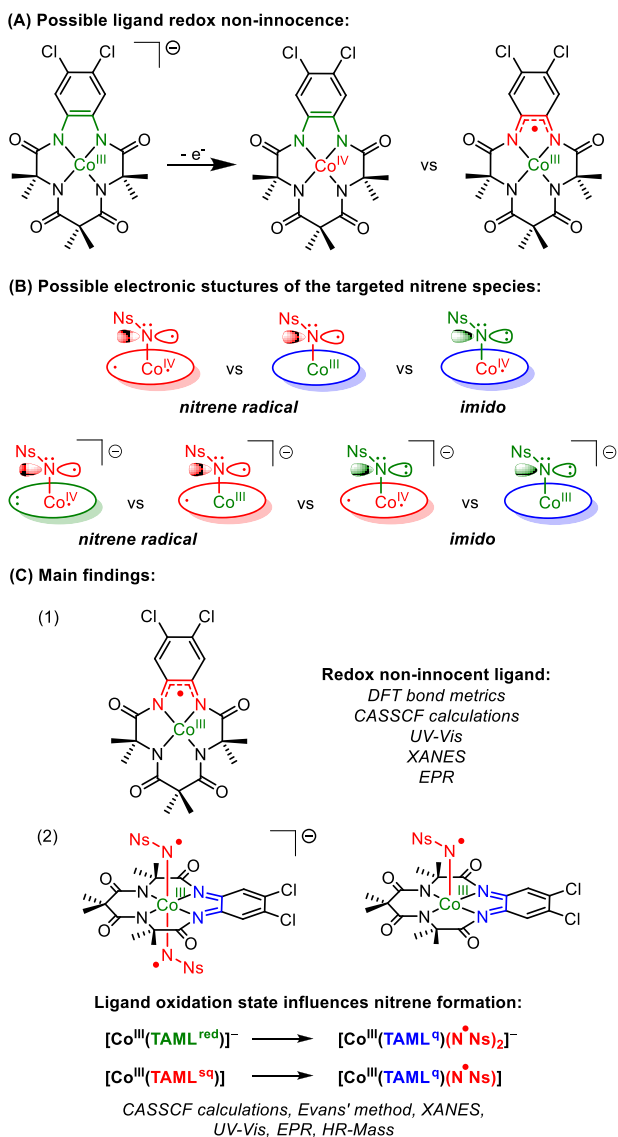 (A) Possible ligand redox non-innocence:
Cl Cl ⊖ Cl Cl Cl Cl
O N N O O N N O O N N O
Co^III - e^- Co^IV vs Co^III
N N N N N N
O O O O O O
(B) Possible electronic stuctures of the targeted nitrene species:
Ns Ns Ns
N N N
Co^IV vs Co^III vs Co^IV
nitrene radical imido
Ns ⊖ Ns ⊖ Ns ⊖ Ns ⊖
N N N N
Co^IV vs Co^III vs Co^IV vs Co^III
nitrene radical imido
(C) Main findings:
(1)
Cl Cl
Redox non-innocent ligand:
DFT bond metrics
O N N O
CASSCF calculations
Co^III
UV-Vis
N N
XANES
O O
EPR
(2)
Ns N• ⊖ Ns N•
O O O O
N III N Cl N III N Cl
Co Co
N N Cl N N Cl
O O O O
•N Ns
Ligand oxidation state influences nitrene formation:
[Co^III(TAML^red)]^– [Co^III(TAML^q)(N^•Ns)_2]^–
[Co^III(TAML^sq)] [Co^III(TAML^q)(N^•Ns)]
CASSCF calculations, Evans' method, XANES,
UV-Vis, EPR, HR-Mass